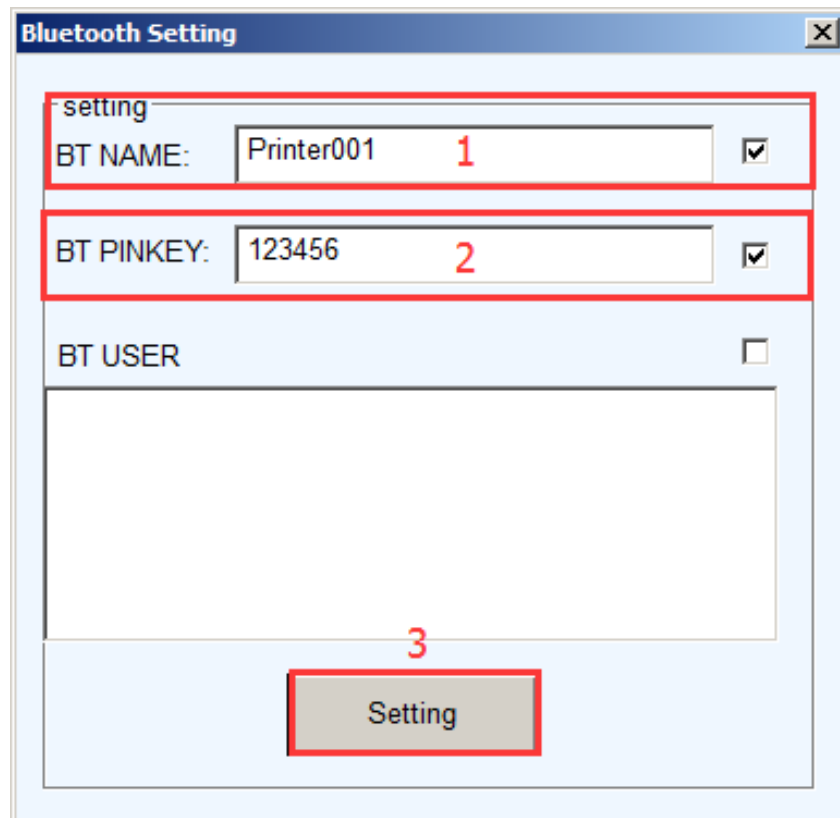 Bluetooth Setting
setting
BT NAME: Printer001 1
BT PINKEY: 123456 2
BT USER
3
Setting